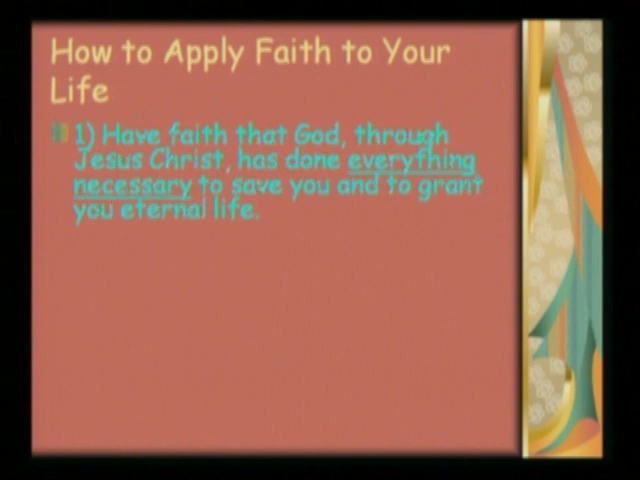 How to Apply Faith to Your
Life
1) Have faith that God, through
Jesus Christ, has done everything
necessary to save you and to grant
you eternal life.